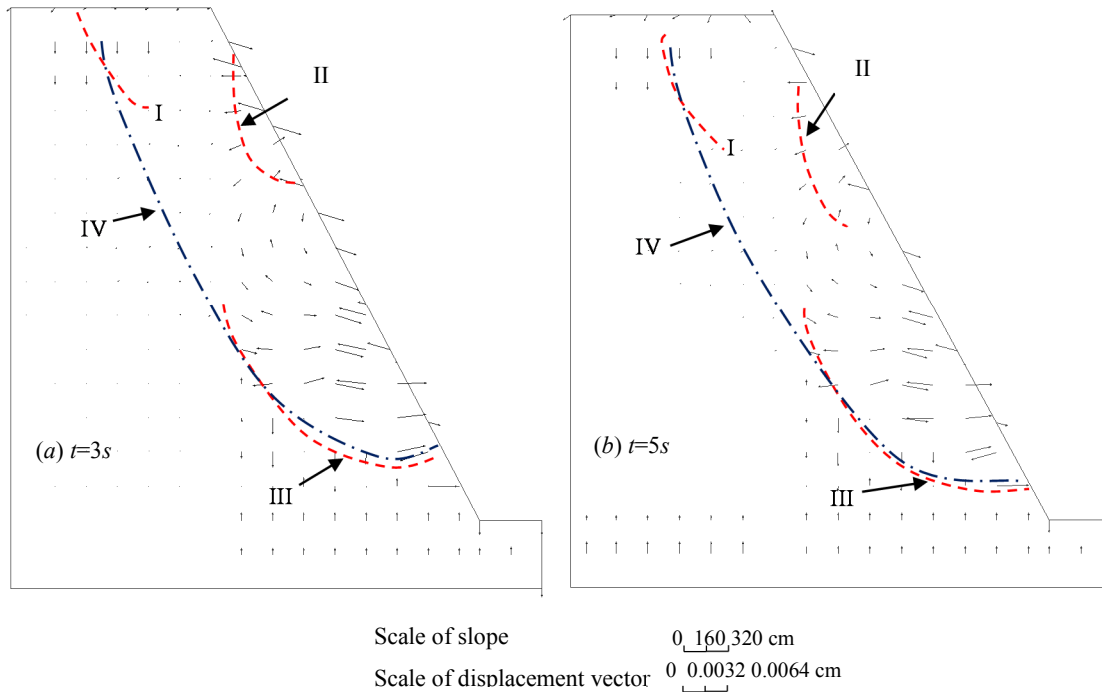 II
II
I
I
IV
IV
(a) t=3s
(b) t=5s
III
III
Scale of slope 0 160 320 cm
Scale of displacement vector 0 0.0032 0.0064 cm